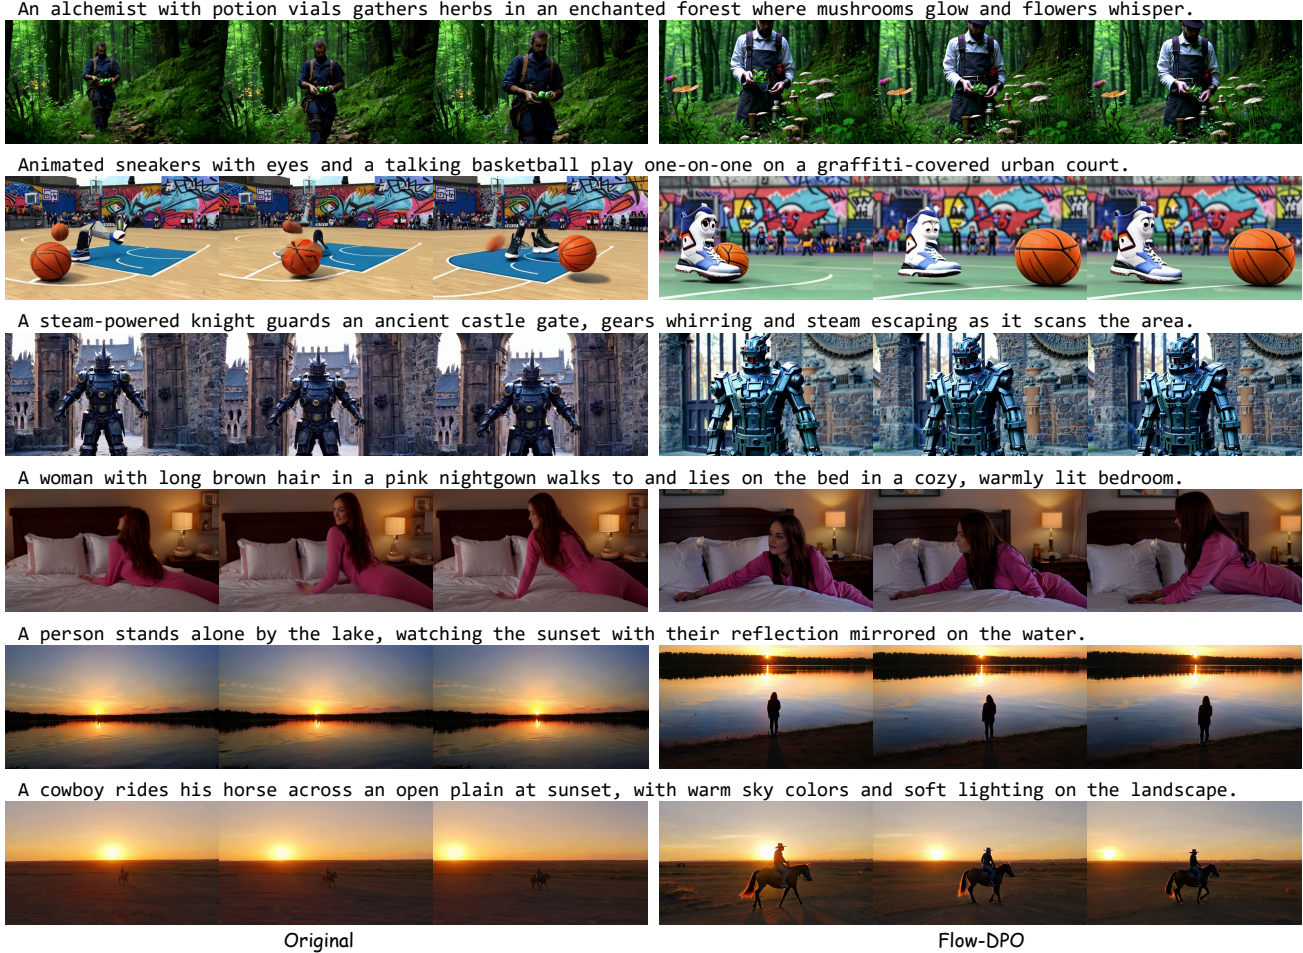 An alchemist with potion vials gathers herbs in an enchanted forest where mushrooms glow and flowers whisper.
Animated sneakers with eyes and a talking basketball play one-on-one on a graffiti-covered urban court.
A steam-powered knight guards an ancient castle gate, gears whirring and steam escaping as it scans the area.
A woman with long brown hair in a pink nightgown walks to and lies on the bed in a cozy, warmly lit bedroom.
A person stands alone by the lake, watching the sunset with their reflection mirrored on the water.
A cowboy rides his horse across an open plain at sunset, with warm sky colors and soft lighting on the landscape.
Original
Flow-DPO